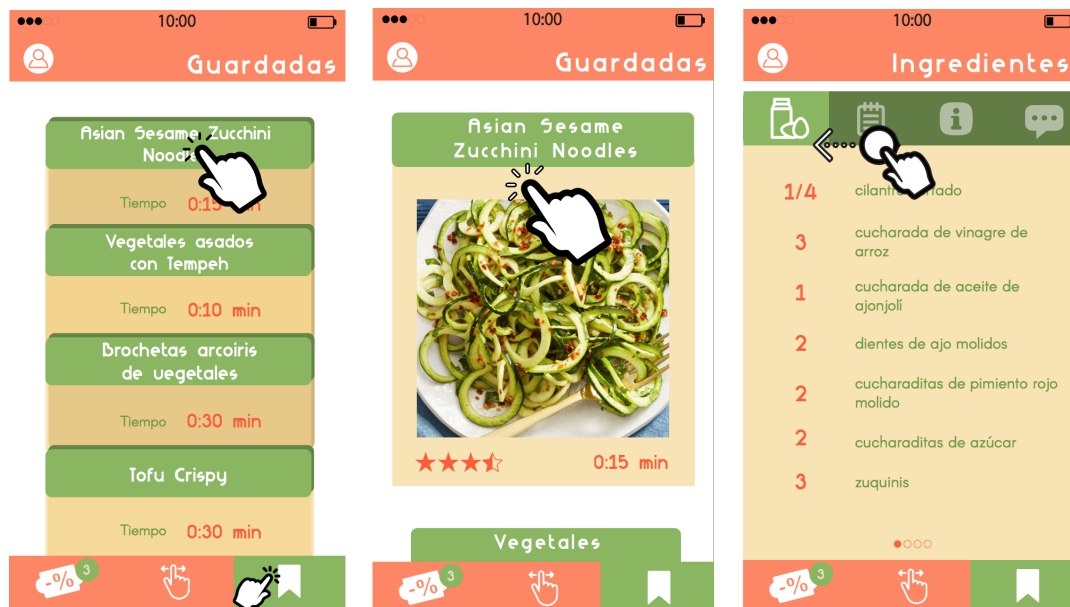 10:00
Guardadas
Asian Sesame Zucchini
Tiempo
min
Vegetales asados
con Tempeh
Tiempo 0:10 min
Brochetas arcoiris
de vegetales
Tiempo 0:30 min
Tofu Crispy
Tiempo 0:30 min
-% 3
10:00
Guardadas
Asian Sesame
Zucchini Noodles
0:15 min
Vegetales
-% 3
10:00
Ingredientes
1/4
3 cucharada de vinagre de
arroz
1 cucharada de aceite de
ajonjolí
2 dientes de ajo molidos
2 cucharaditas de pimiento rojo
molido
2 cucharaditas de azúcar
3 zuquinis
-% 3